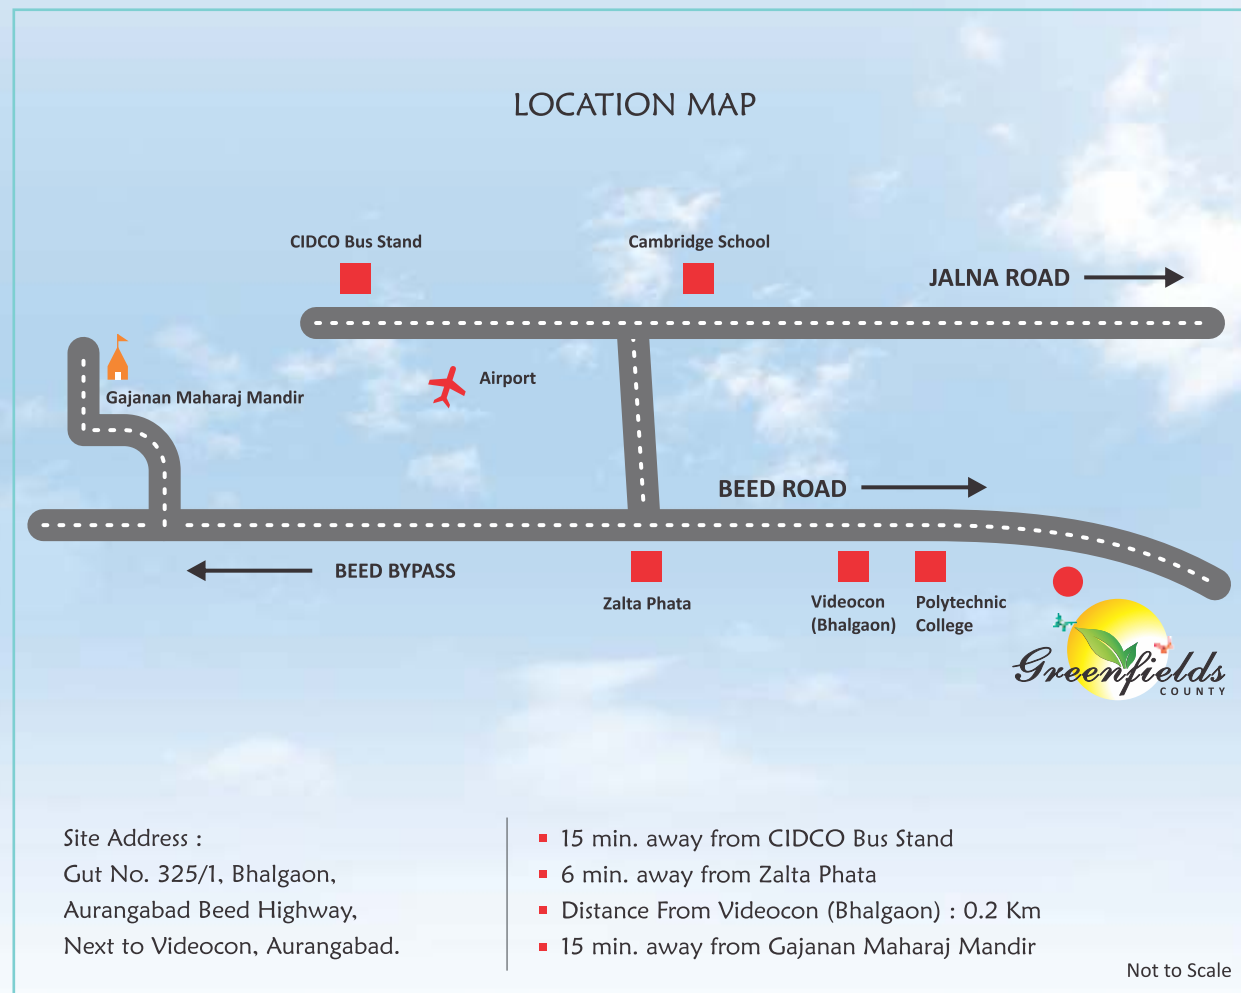 LOCATION MAP
CIDCO Bus Stand
Cambridge School
JALNA ROAD
Gajanan Maharaj Mandir
Airport
BEED ROAD
BEED BYPASS
Zalta Phata
Videocon
(Bhalgaon)
Polytechnic
College
Greenfields
COUNTY
Site Address :
Gut No. 325/1, Bhalgaon,
Aurangabad Beed Highway,
Next to Videocon, Aurangabad.
15 min. away from CIDCO Bus Stand
6 min. away from Zalta Phata
Distance From Videocon (Bhalgaon) : 0.2 Km
15 min. away from Gajanan Maharaj Mandir
Not to Scale